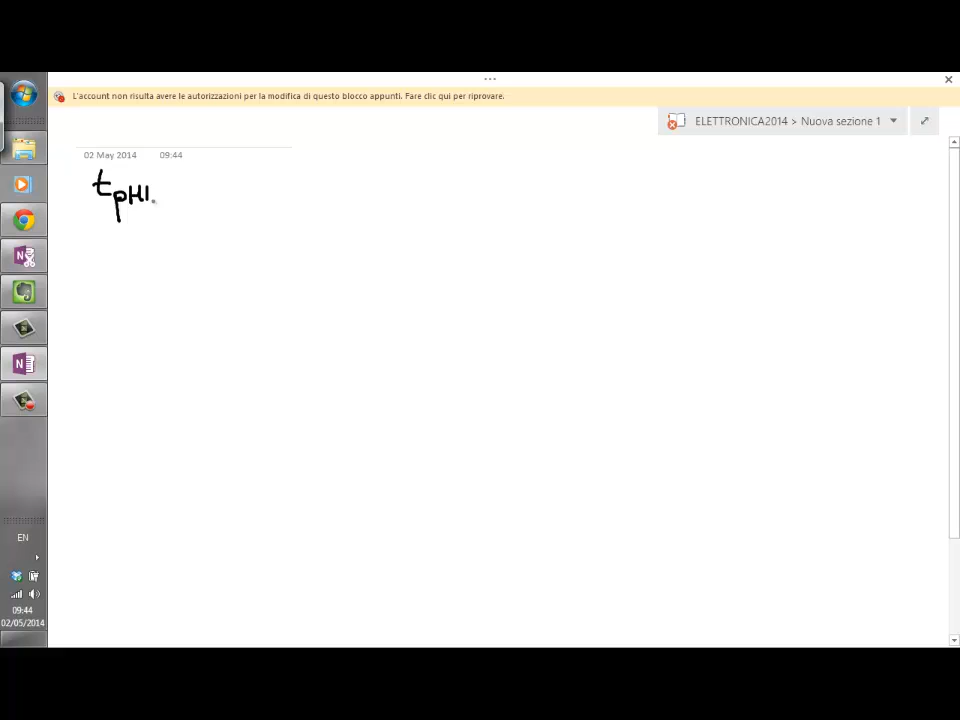 L'account non risulta avere le autorizzazioni per la modifica di questo blocco appunti. Fare clic qui per riprovare.
ELETTRONICA2014 > Nuova sezione 1
02 May 2014 09:44
tpHl
EN
09:44
02/05/2014